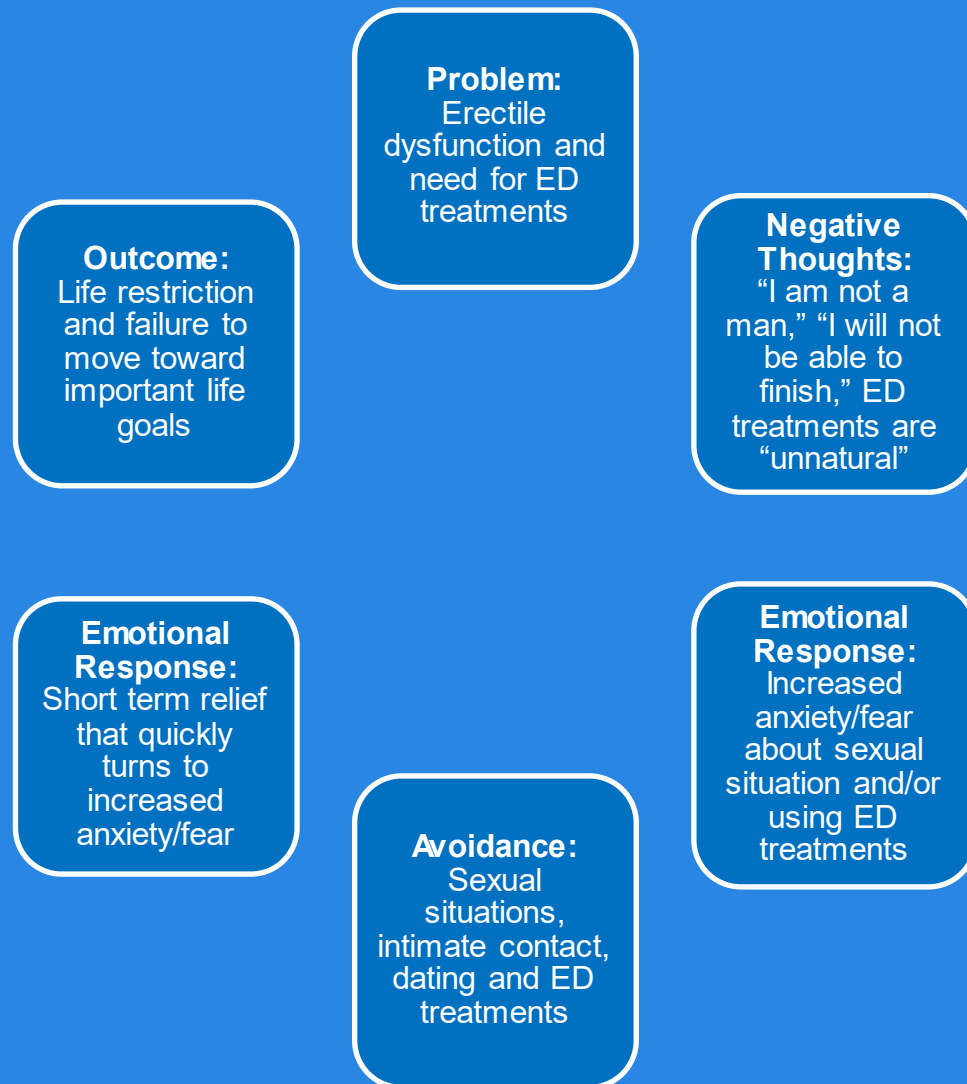 Problem:
Erectile
dysfunction and
need for ED
treatments
Negative
Thoughts:
“I am not a
man,” “I will not
be able to
finish,” ED
treatments are
“unnatural”
Emotional
Response:
Increased
anxiety/fear
about sexual
situation and/or
using ED
treatments
Avoidance:
Sexual
situations,
intimate contact,
dating and ED
treatments
Emotional
Response:
Short term relief
that quickly
turns to
increased
anxiety/fear
Outcome:
Life restriction
and failure to
move toward
important life
goals